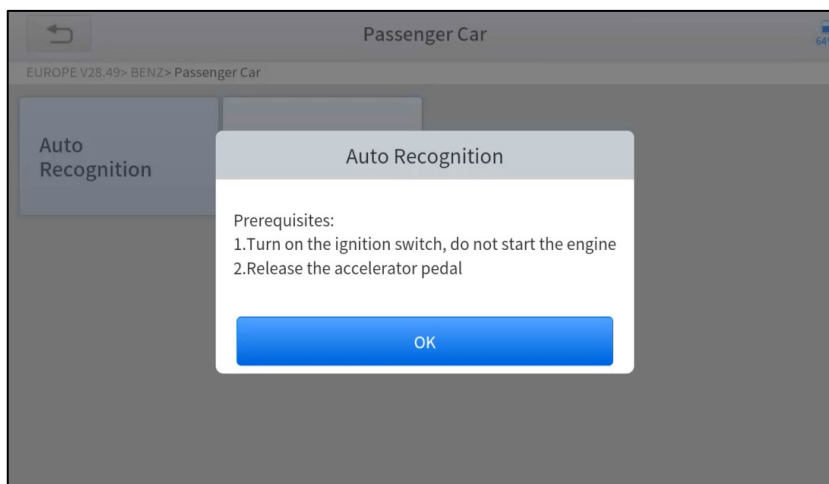 Passenger Car
64%
EUROPE V28.49> BENZ> Passenger Car
Auto
Recognition
Auto Recognition
Prerequisites:
1.Turn on the ignition switch, do not start the engine
2.Release the accelerator pedal
OK